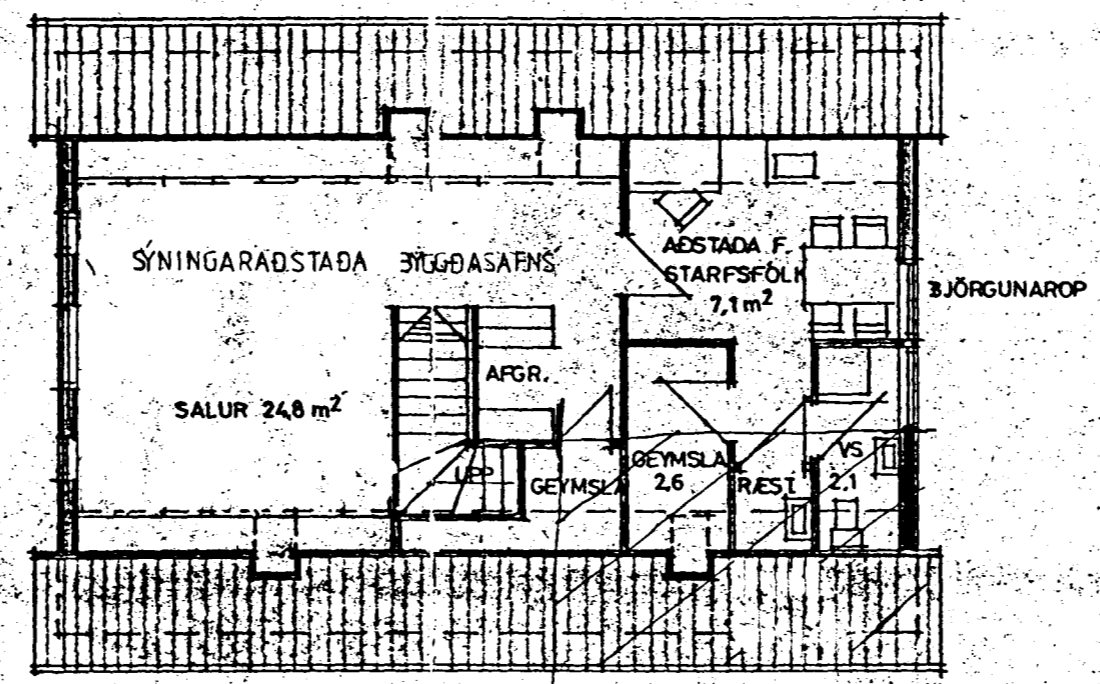 SÝNINGARAÐSTAÐA BYGGÐASAFNS
AÐSTAÐA F.
STARFSFÓLK
7,1 m²
BJÖRGUNAROP
AFGR.
SALUR 24,8 m²
UPP
GEYMSLA
GEYMSLA
2,6
RÆSTI
VS
2,1